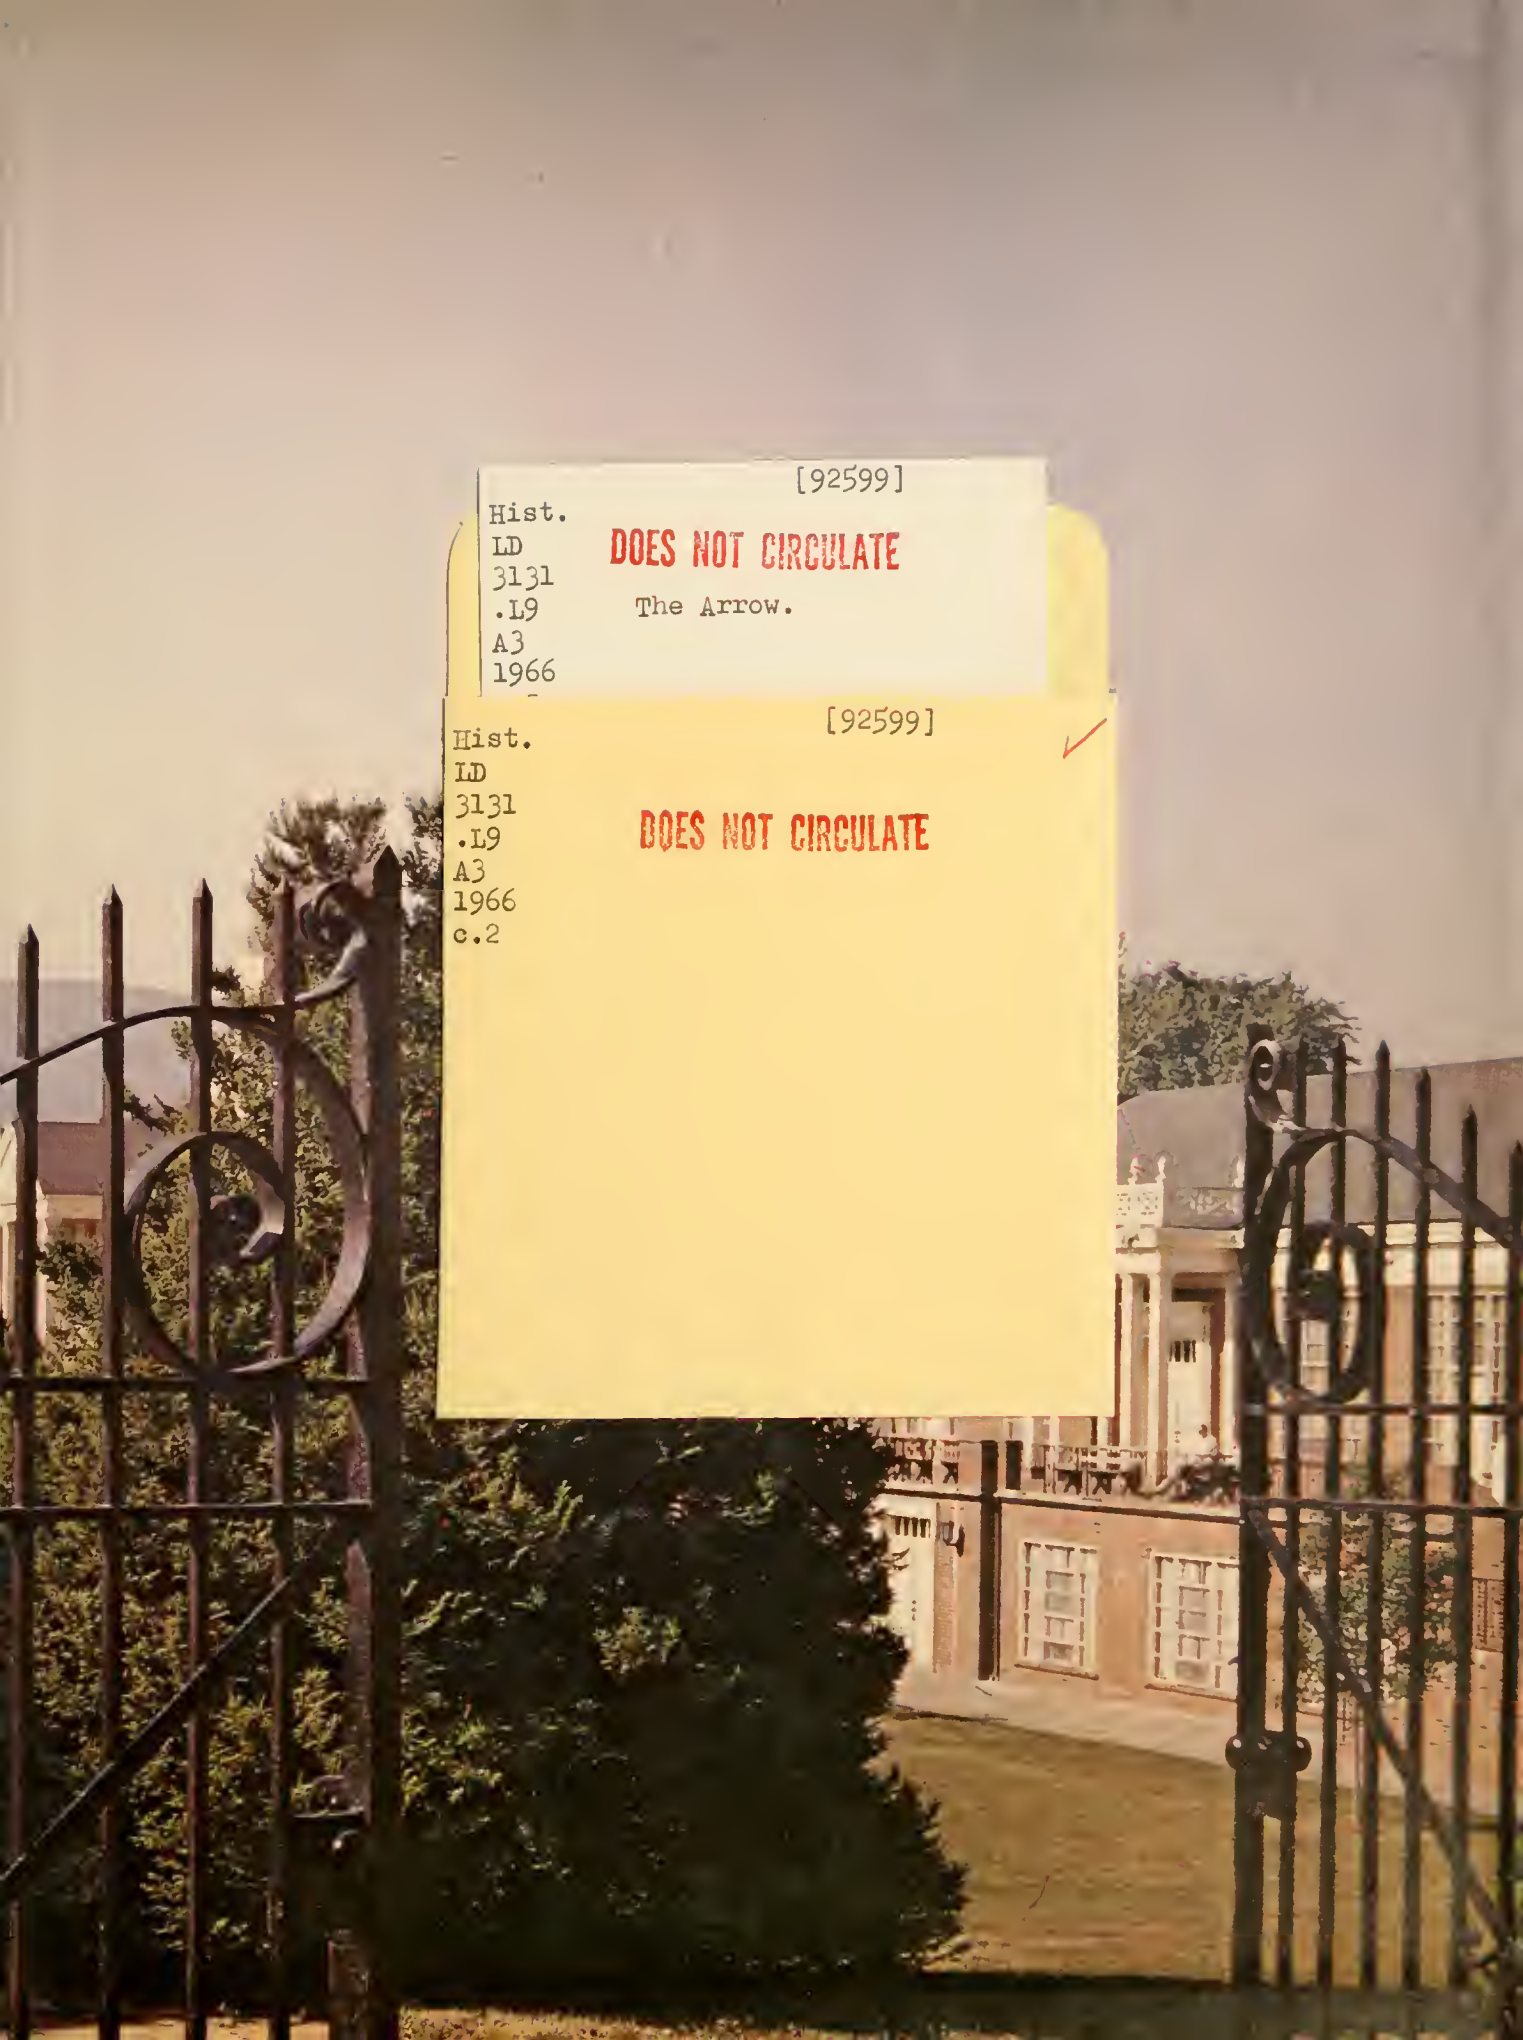 [92599]
Hist.
LD
DOES NOT CIRCULATE
3131
.L9 The Arrow.
A3
1966
[92599]
Hist.
LD
3131
DOES NOT CIRCULATE
.L9
A3
1966
c.2